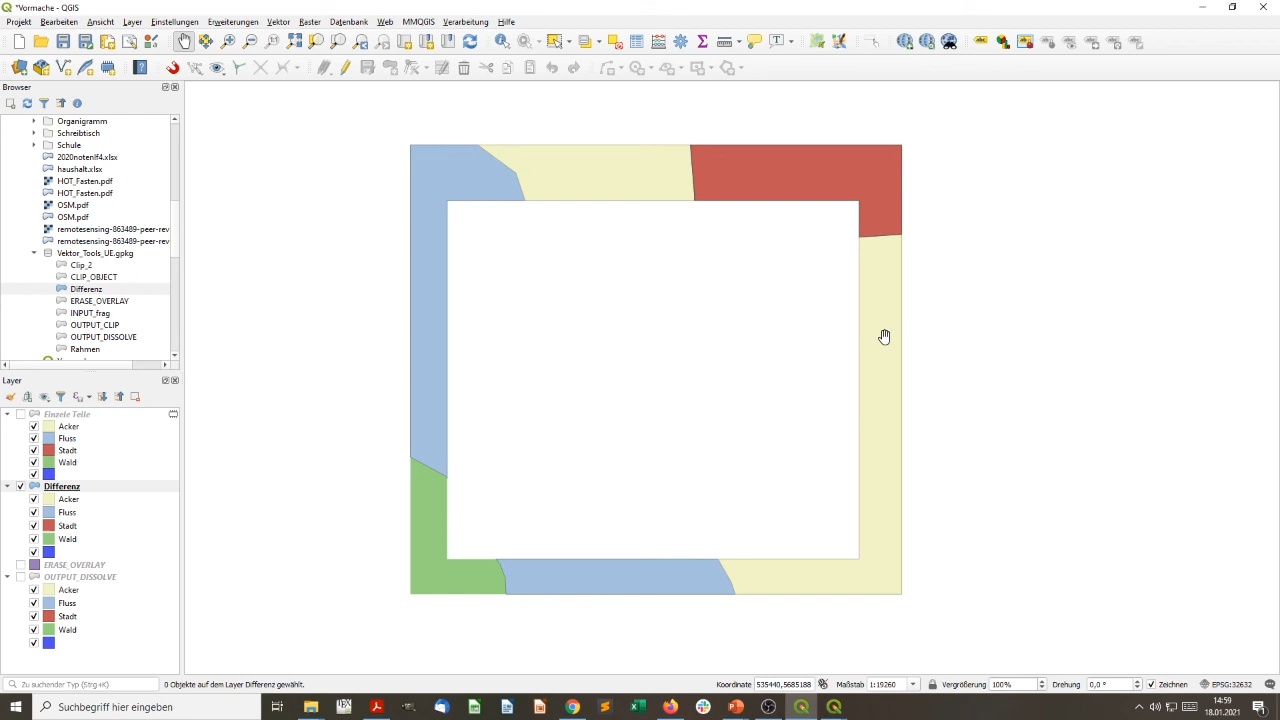 *Vormache - QGIS
Projekt Bearbeiten Ansicht Layer Einstellungen Erweiterungen Vektor Raster Datenbank Web MMQGIS Verarbeitung Hilfe
Browser
Organigramm
Schreibtisch
Schule
2020notenlf4.xlsx
haushalt.xlsx
HOT_Fasten.pdf
HOT_Fasten.pdf
OSM.pdf
OSM.pdf
remotesensing-863489-peer-rev
remotesensing-863489-peer-rev
Vektor_Tools_UE.gpkg
Clip_2
CLIP_OBJECT
Differenz
ERASE_OVERLAY
INPUT_frag
OUTPUT_CLIP
OUTPUT_DISSOLVE
Rahmen
Layer
Einzele Teile
Acker
Fluss
Stadt
Wald
Differenz
Acker
Fluss
Stadt
Wald
ERASE_OVERLAY
OUTPUT_DISSOLVE
Acker
Fluss
Stadt
Wald
Zu suchender Typ (Strg+K) 0 Objekte auf dem Layer Differenz gewählt. Koordinate 535440,5685188 Maßstab 1:19260 Vergrößerung 100% Drehung 0,0 ° Zeichnen EPSG:32632
Suchbegriff hier eingeben
14:59
18.01.2021